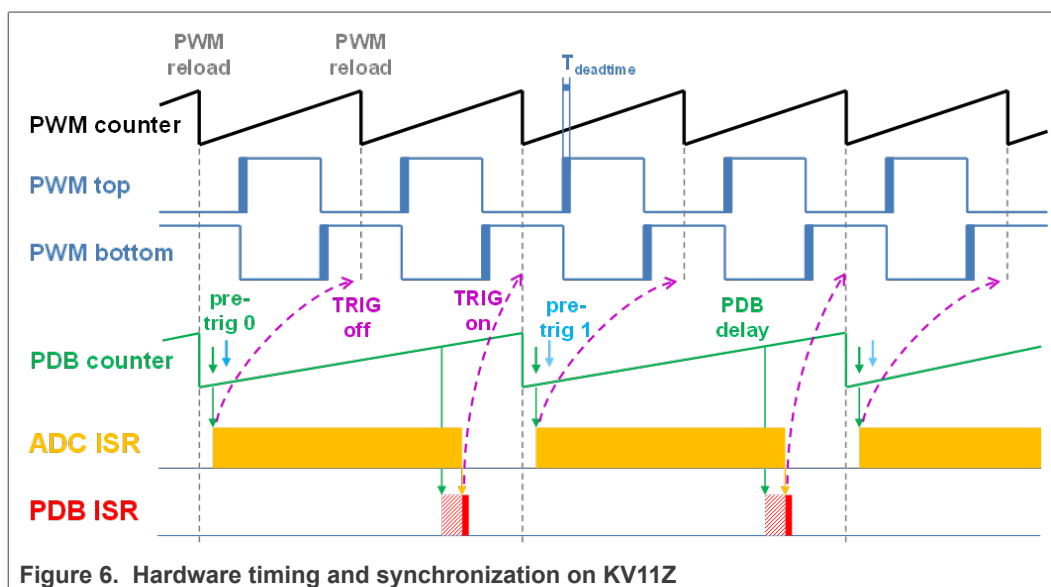 PWM
reload
PWM
reload
T deadtime
PWM counter
PWM top
PWM bottom
pre-
trig 0
TRIG
off
TRIG
on
pre-
trig 1
PDB
delay
PDB counter
ADC ISR
PDB ISR
Figure 6. Hardware timing and synchronization on KV11Z